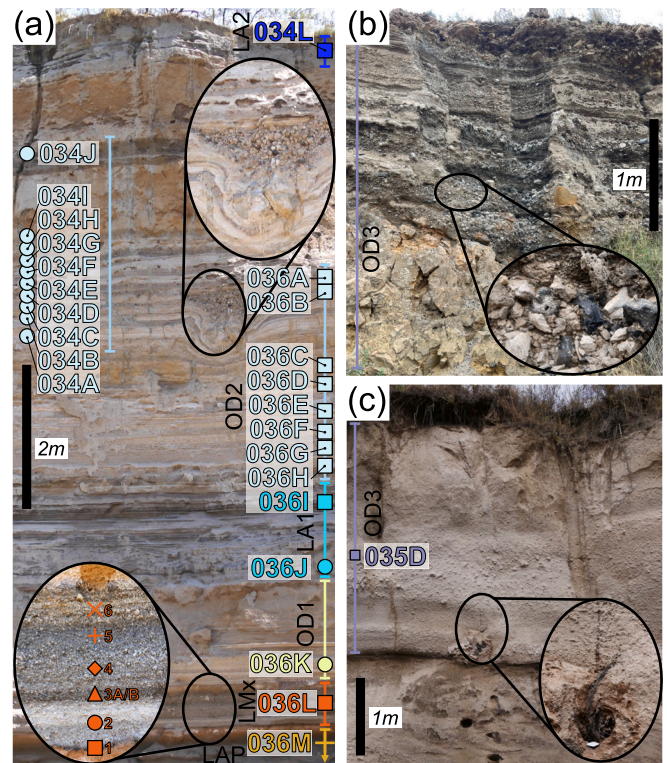 (a)
LA2
034L
034J
034I
034H
034G
034F
034E
034D
034C
034B
034A
2m
036A
036B
036C
036D
036E
036F
036G
036H
OD2
036I
LA1
036J
OD1
036K
LMx
036L
LAP
036M
6
5
4
3A/B
2
1
(b)
OD3
1m
(c)
OD3
035D
1m